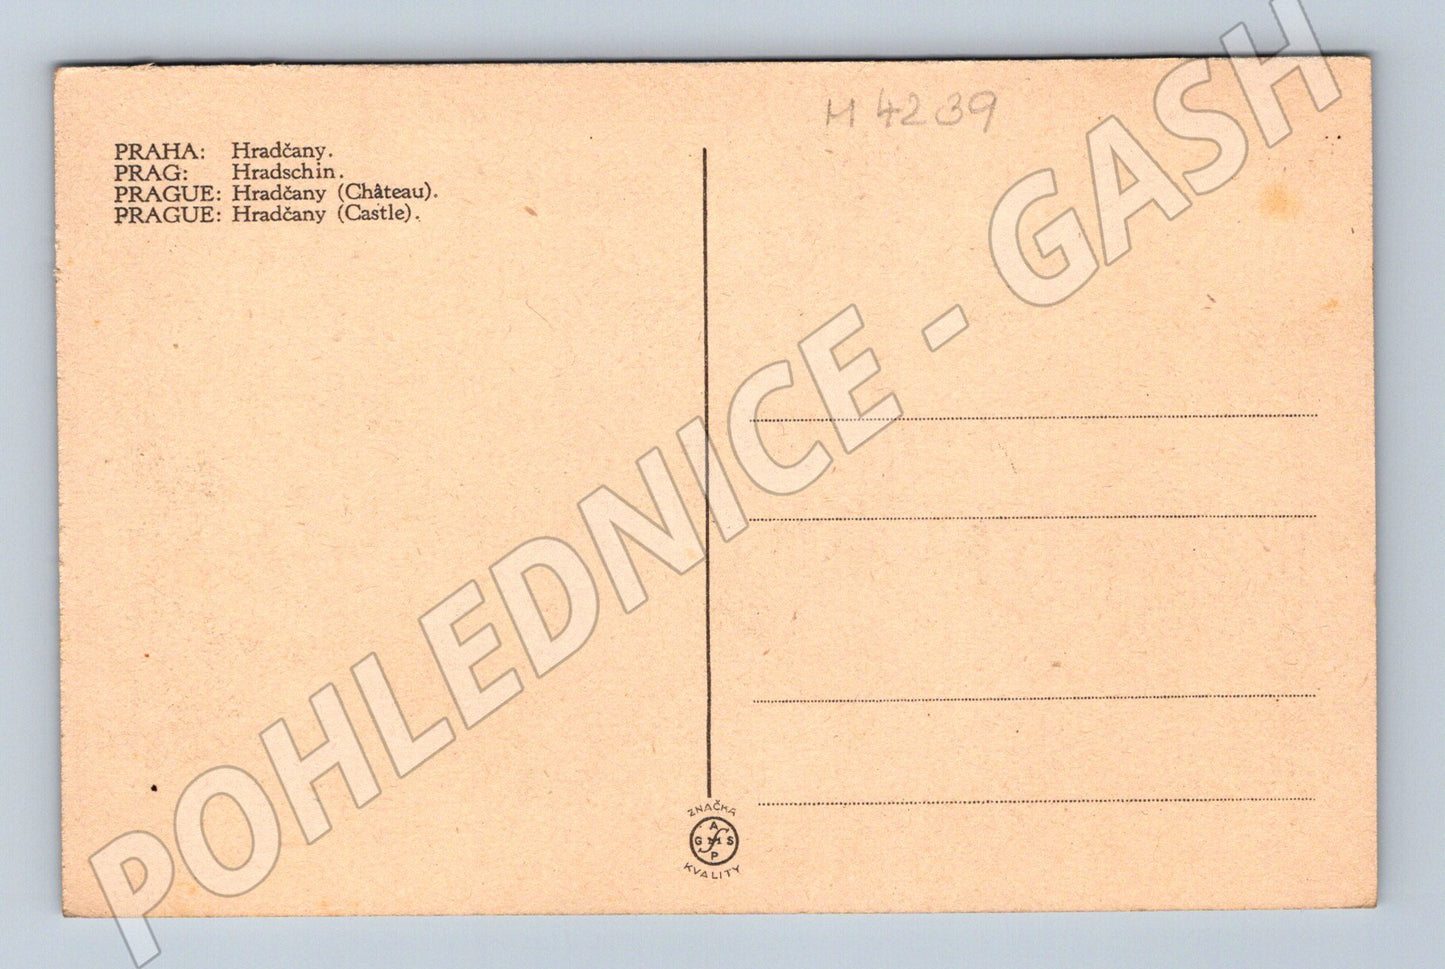 M 4239
PRAHA: Hradčany.
PRAG: Hradschin.
PRAGUE: Hradčany (Château).
PRAGUE: Hradčany (Castle).
POHLEDNICE - GASH
ZNAČKA
A
G S
P
KVALITY